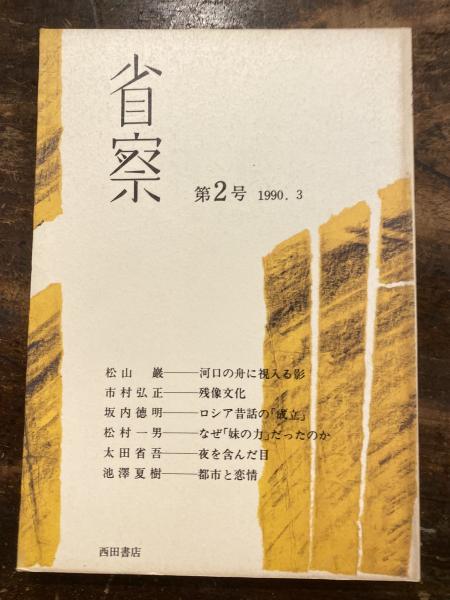 省察
第2号 1990. 3
松山 巖――河口の舟に視入る影
市村弘正――残像文化
坂内徳明――ロシア昔話の「成立」
松村一男――なぜ「妹の力」だったのか
太田省吾――夜を含んだ目
池澤夏樹――都市と恋情
西田書店